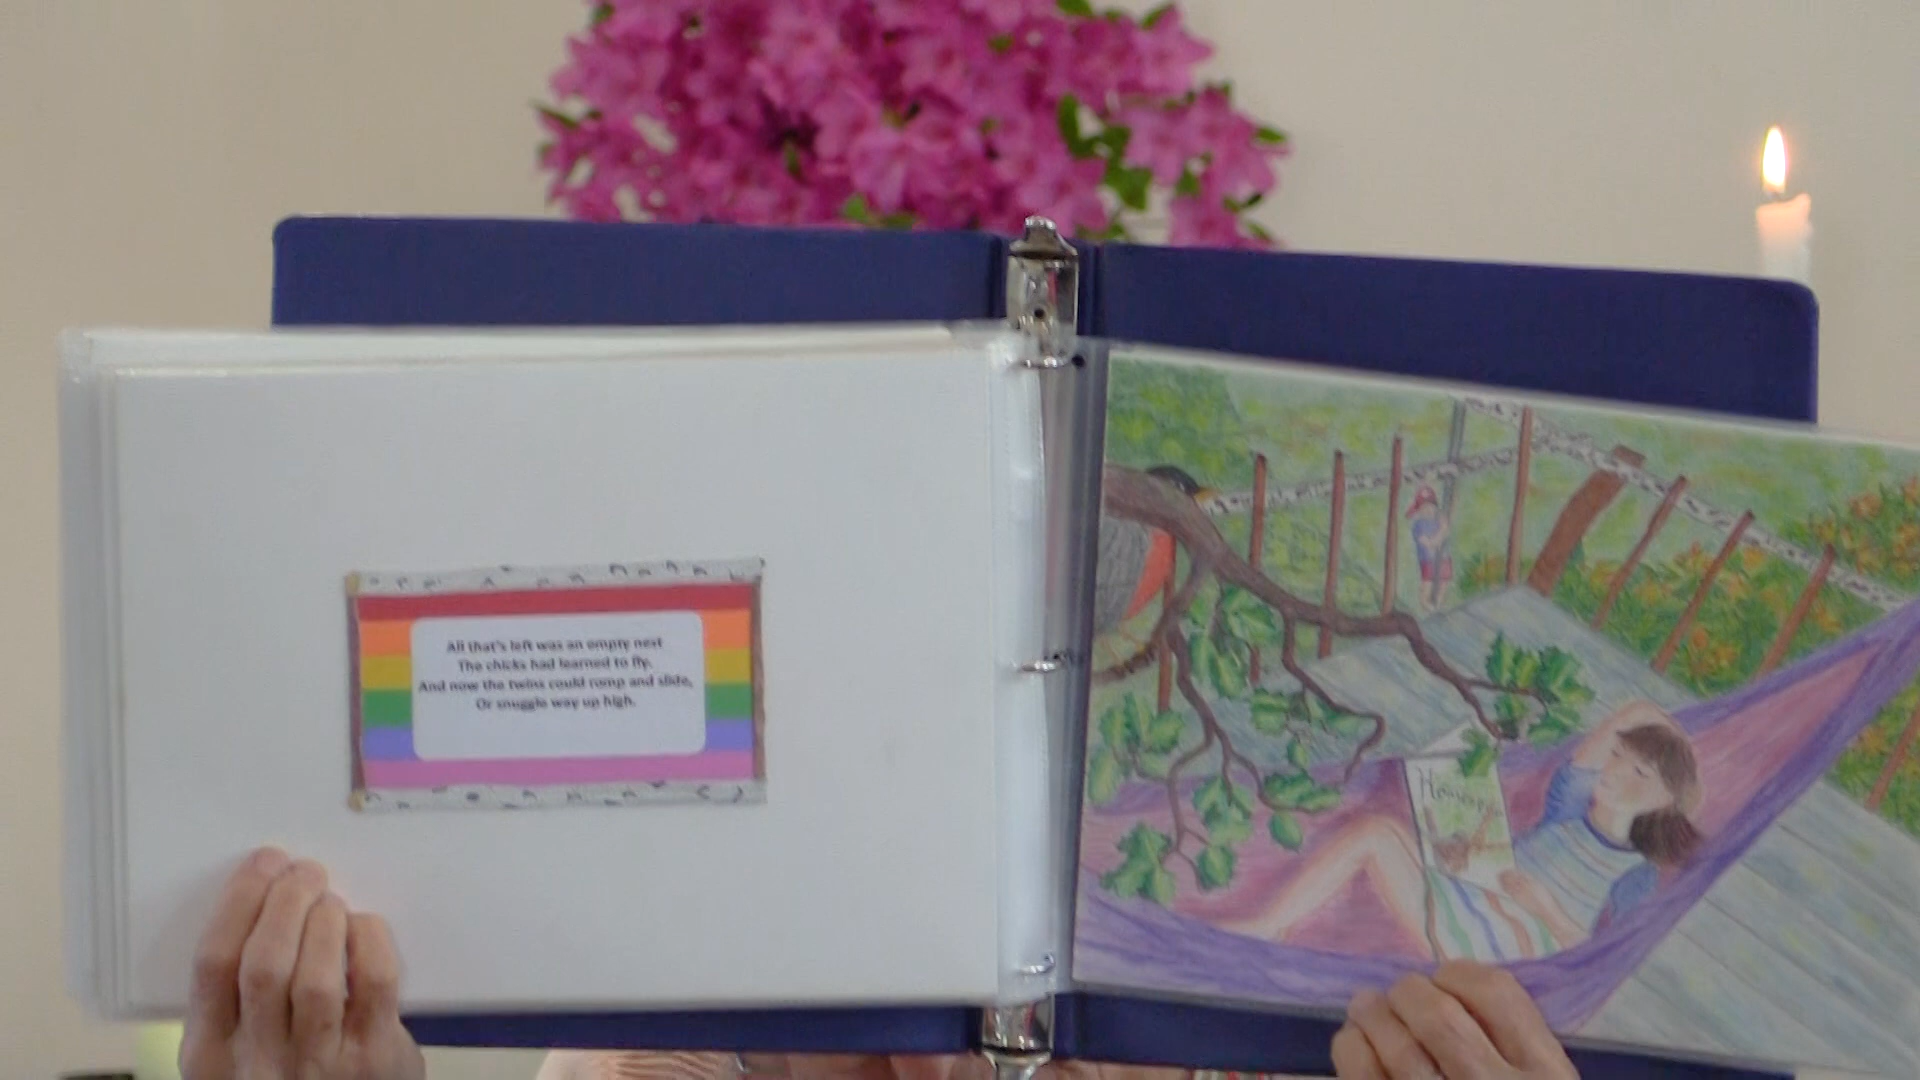 All that's left was an empty nest
The chicks had learned to fly.
And now the twins could romp and slide,
Or snuggle way up high.